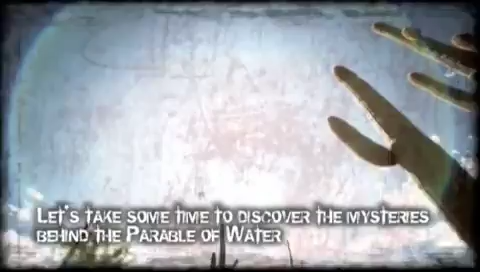 Let's take some time to discover the mysteries
behind the Parable of Water